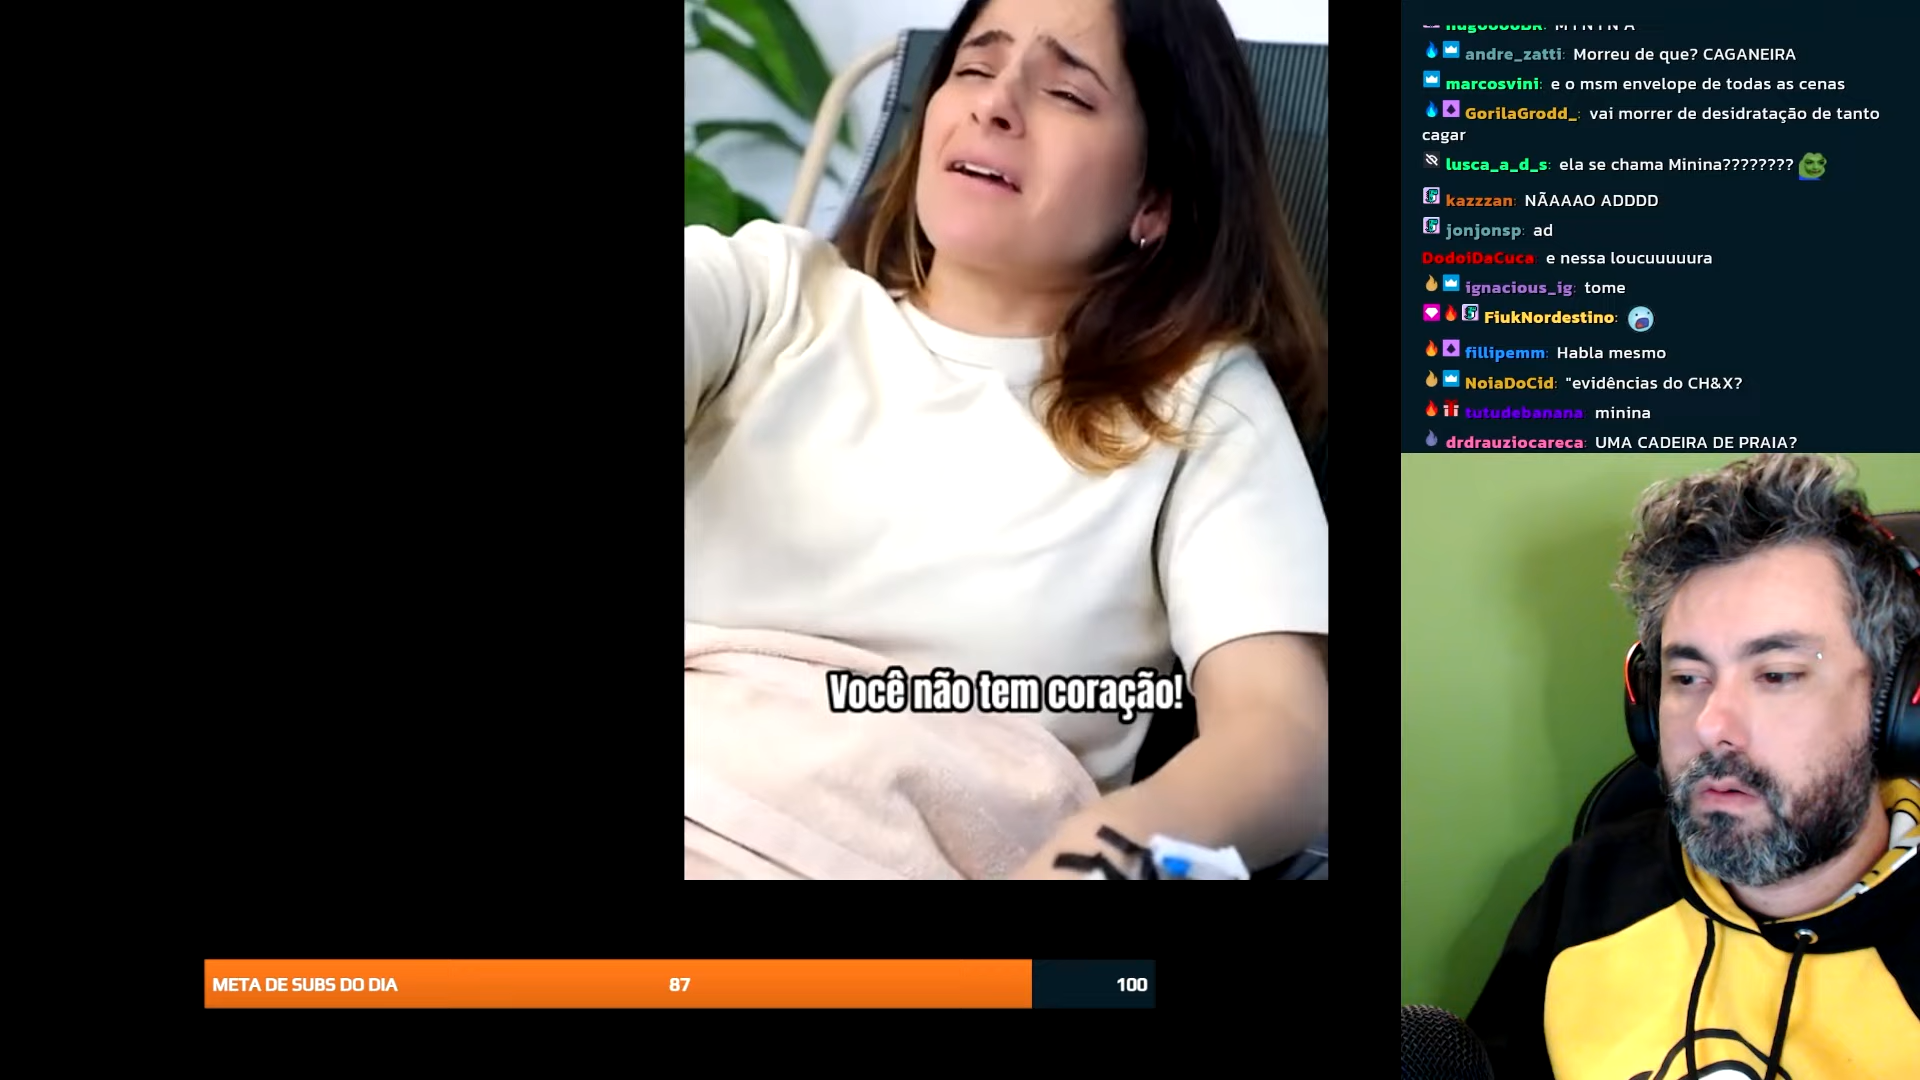 andre_zatti: Morreu de que? CAGANEIRA
marcosvini: e o msm envelope de todas as cenas
GorilaGrodd_: vai morrer de desidratação de tanto
cagar
lusca_a_d_s: ela se chama Minina????????
kazzzan: NÃAAAO ADDDD
jonjonsp: ad
DodoiDaCuca: e nessa loucuuuuura
ignacious_ig: tome
FiukNordestino:
fillipemm: Habla mesmo
NoiaDoCid: "evidências do CH&X?
tutudebanana: minina
drdrauziocareca: UMA CADEIRA DE PRAIA?
Você não tem coração!
META DE SUBS DO DIA 87 100